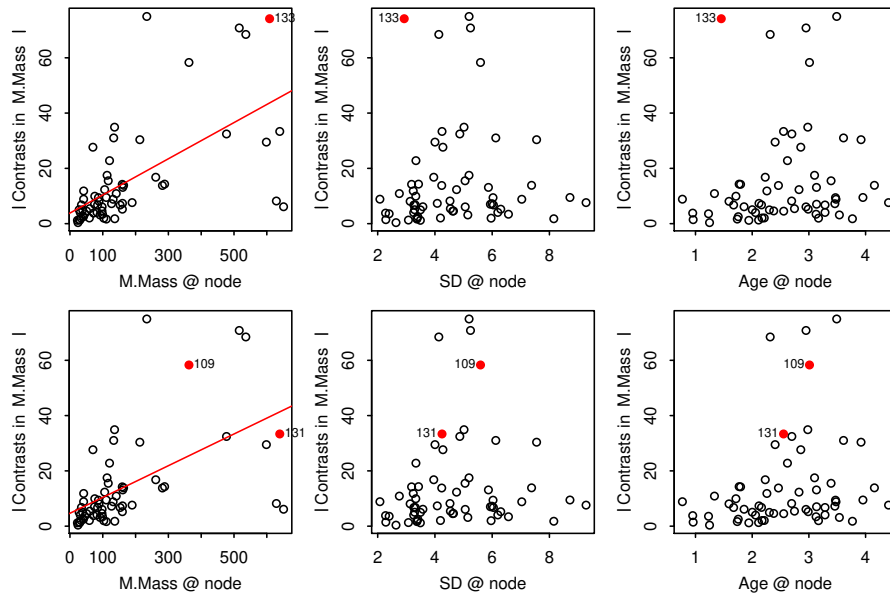 133
133
133
0 20 40 60
| Contrasts in M.Mass |
0 100 300 500
M.Mass @ node
0 20 40 60
| Contrasts in M.Mass |
2 4 6 8
SD @ node
0 20 40 60
| Contrasts in M.Mass |
1 2 3 4
Age @ node
109
131
109
131
109
131
0 20 40 60
| Contrasts in M.Mass |
0 100 300 500
M.Mass @ node
0 20 40 60
| Contrasts in M.Mass |
2 4 6 8
SD @ node
0 20 40 60
| Contrasts in M.Mass |
1 2 3 4
Age @ node